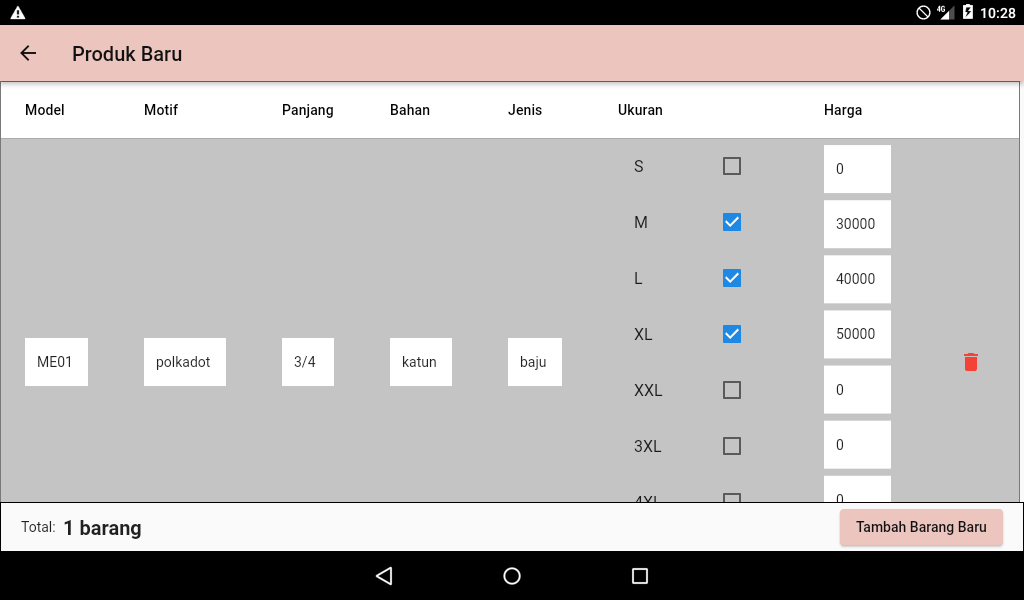 4G 10:28
Produk Baru
Model Motif Panjang Bahan Jenis Ukuran Harga
S 0
M 30000
L 40000
XL 50000
ME01 polkadot 3/4 katun baju
XXL 0
3XL 0
4XL 0
Total: 1 barang Tambah Barang Baru